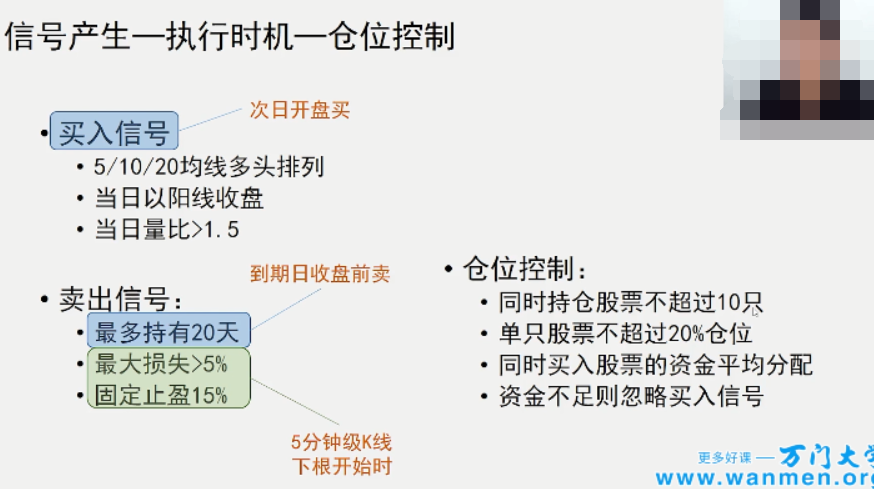 信号产生—执行时机—仓位控制
次日开盘买
• 买入信号
• 5/10/20均线多头排列
• 当日以阳线收盘
• 当日量比>1.5
到期日收盘前卖
• 卖出信号：
• 最多持有20天
• 最大损失>5%
• 固定止盈15%
5分钟级K线
下根开始时
• 仓位控制：
• 同时持仓股票不超过10只
• 单只股票不超过20%仓位
• 同时买入股票的资金平均分配
• 资金不足则忽略买入信号
更多好课 — 万门大学
www.wanmen.org